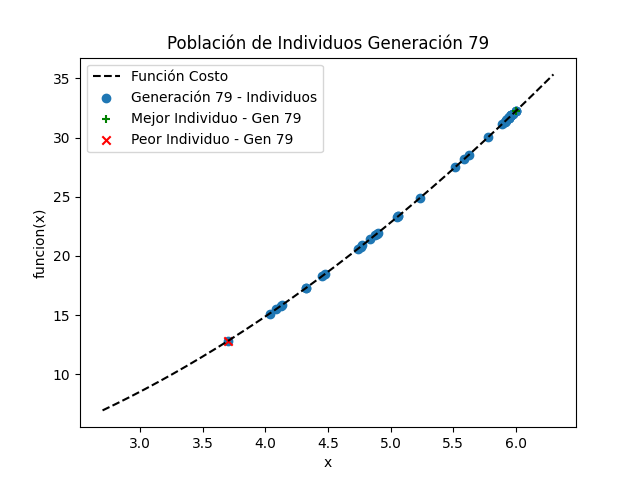 Población de Individuos Generación 79
Función Costo
Generación 79 - Individuos
Mejor Individuo - Gen 79
Peor Individuo - Gen 79
funcion(x)
35
30
25
20
15
10
3.0 3.5 4.0 4.5 5.0 5.5 6.0
x